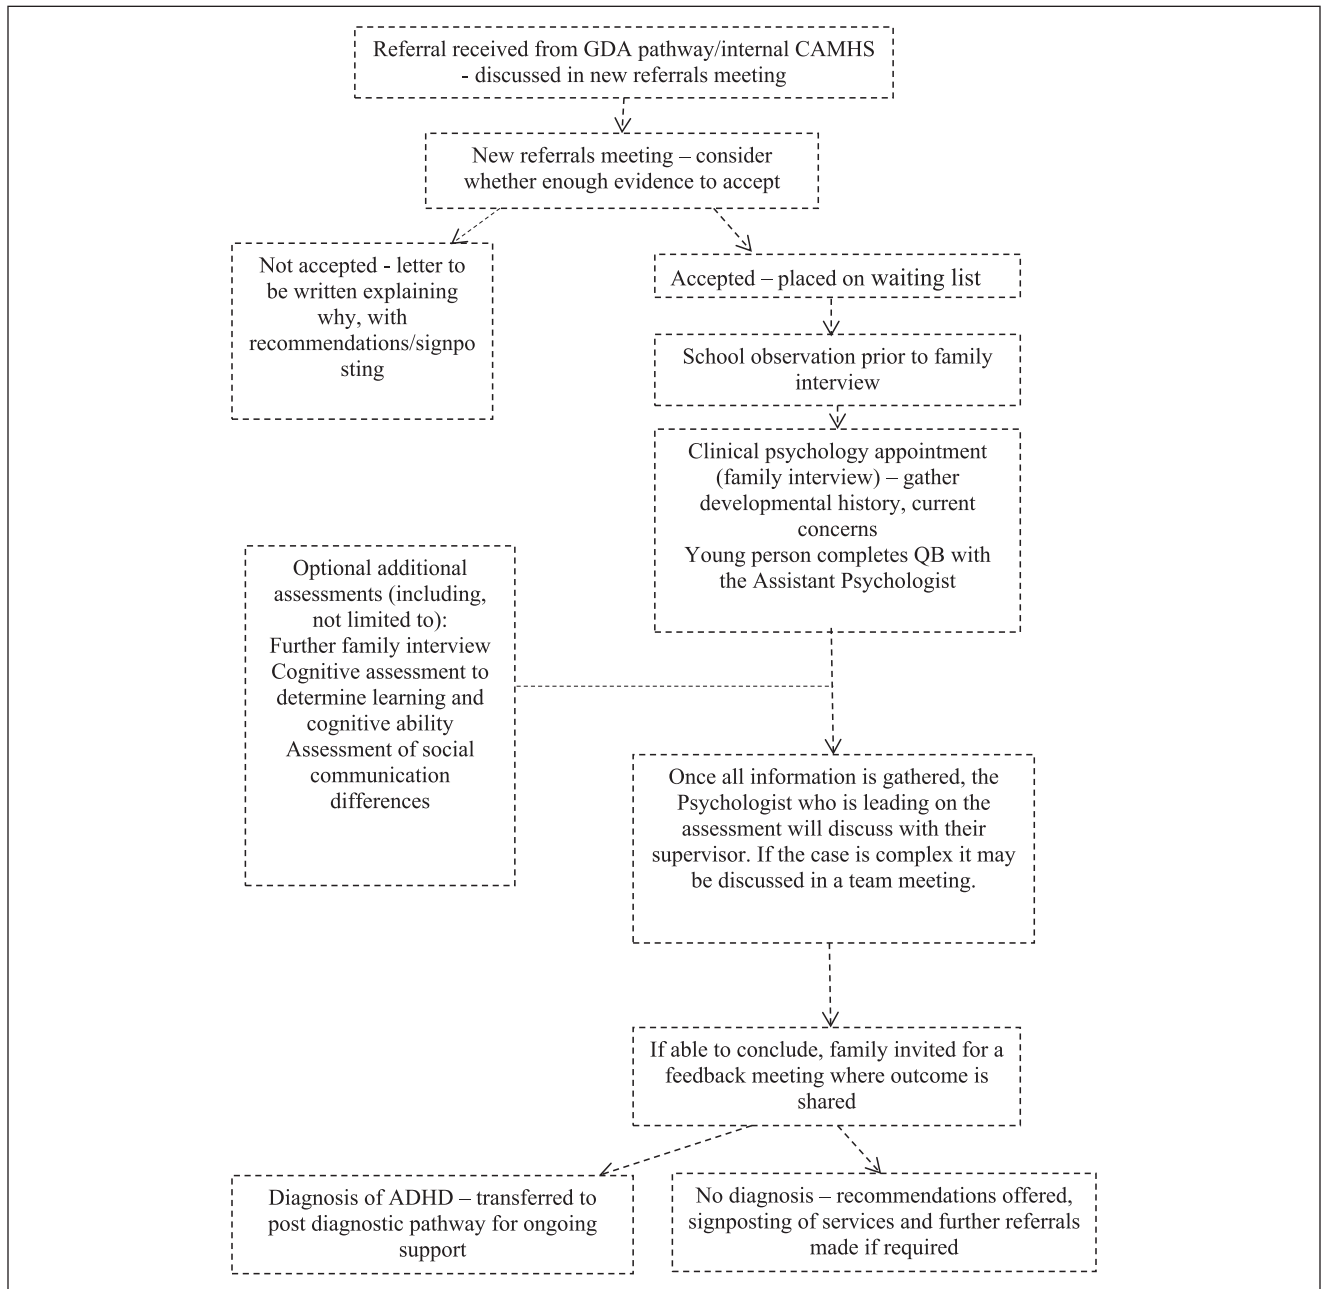 Referral received from GDA pathway/internal CAMHS
- discussed in new referrals meeting
New referrals meeting – consider
whether enough evidence to accept
Not accepted - letter to
be written explaining
why, with
recommendations/signpo
sting
Accepted – placed on waiting list
School observation prior to family
interview
Clinical psychology appointment
(family interview) – gather
developmental history, current
concerns
Young person completes QB with
the Assistant Psychologist
Optional additional
assessments (including,
not limited to):
Further family interview
Cognitive assessment to
determine learning and
cognitive ability
Assessment of social
communication
differences
Once all information is gathered, the
Psychologist who is leading on the
assessment will discuss with their
supervisor. If the case is complex it may
be discussed in a team meeting.
If able to conclude, family invited for a
feedback meeting where outcome is
shared
Diagnosis of ADHD – transferred to
post diagnostic pathway for ongoing
support
No diagnosis – recommendations offered,
signposting of services and further referrals
made if required